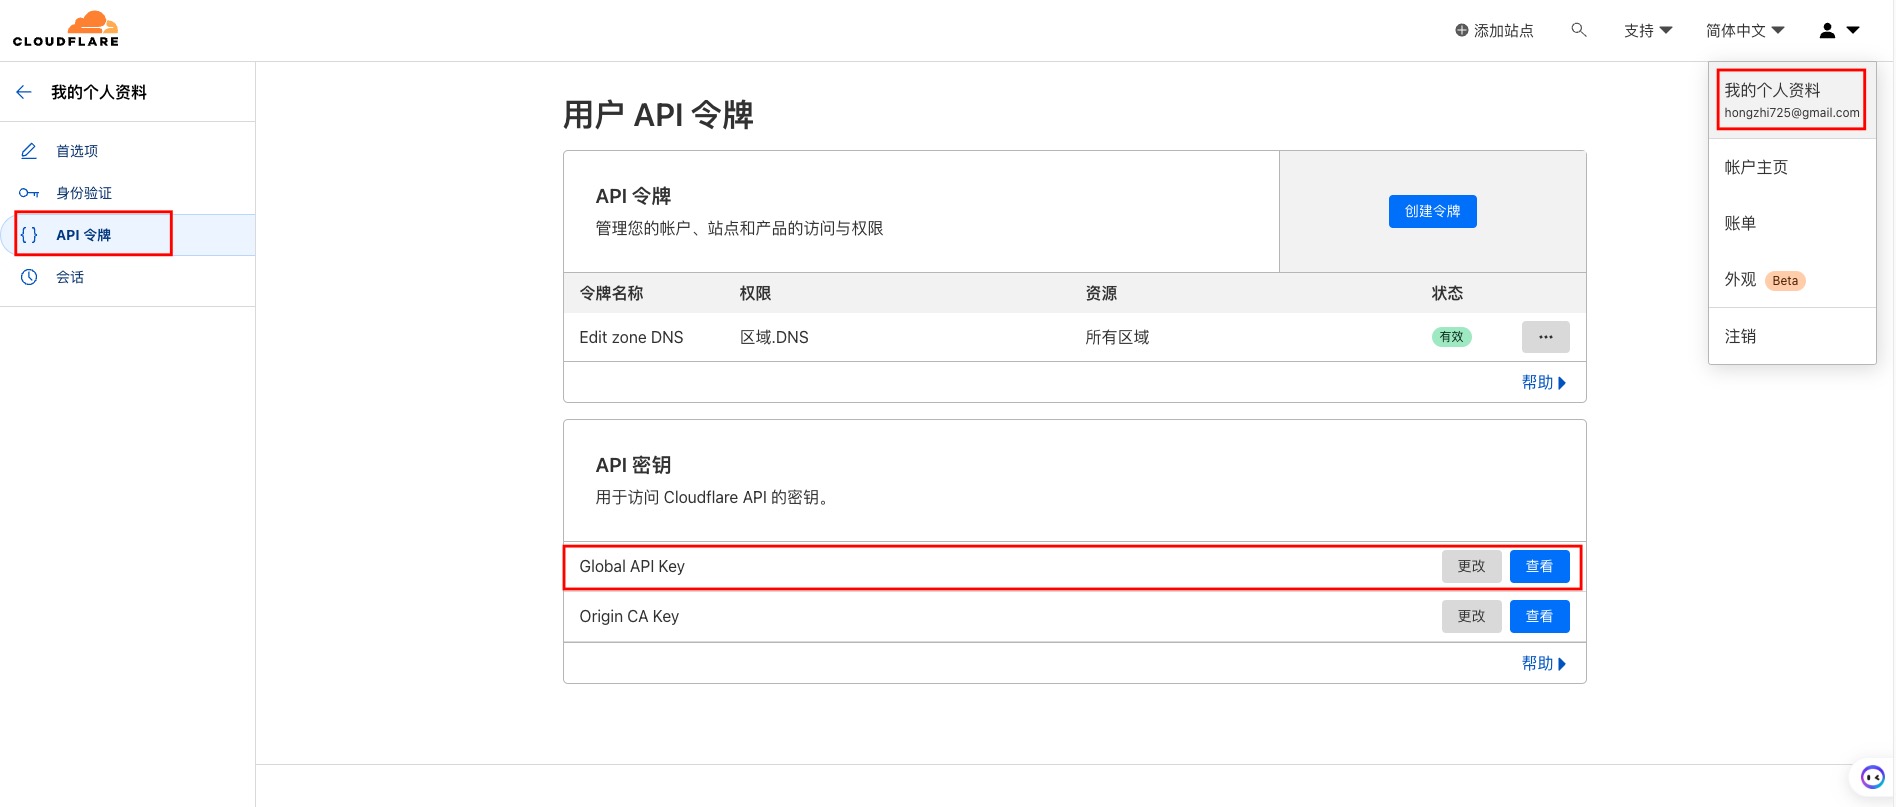 CLOUDFLARE
添加站点
支持
简体中文
我的个人资料
首选项
身份验证
API 令牌
会话
用户 API 令牌
API 令牌
管理您的帐户、站点和产品的访问与权限
创建令牌
令牌名称 权限 资源 状态
Edit zone DNS 区域.DNS 所有区域 有效 ...
帮助
API 密钥
用于访问 Cloudflare API 的密钥。
Global API Key 更改 查看
Origin CA Key 更改 查看
帮助
我的个人资料
hongzhi725@gmail.com
帐户主页
账单
外观 Beta
注销